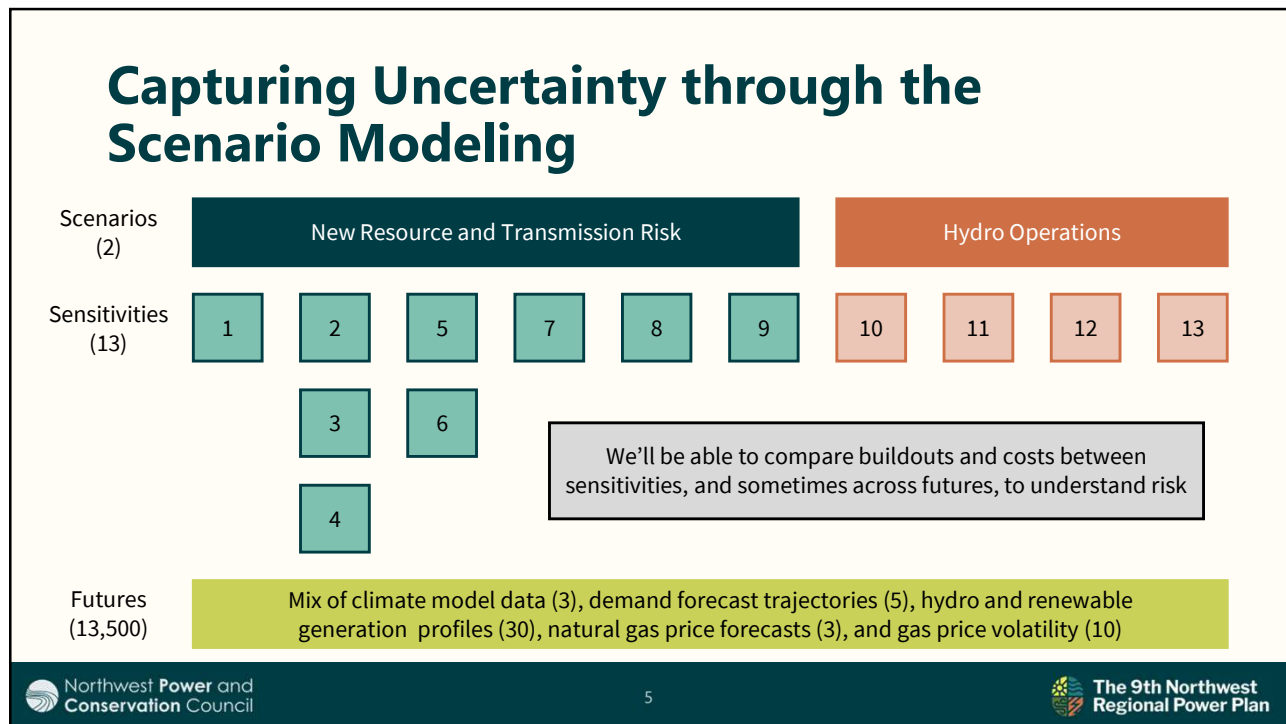 Capturing Uncertainty through the
Scenario Modeling
Scenarios
(2)
New Resource and Transmission Risk
Hydro Operations
Sensitivities
(13)
1
2
5
7
8
9
10
11
12
13
3
6
4
We’ll be able to compare buildouts and costs between
sensitivities, and sometimes across futures, to understand risk
Futures
(13,500)
Mix of climate model data (3), demand forecast trajectories (5), hydro and renewable
generation profiles (30), natural gas price forecasts (3), and gas price volatility (10)
Northwest Power and
Conservation Council
5
The 9th Northwest
Regional Power Plan